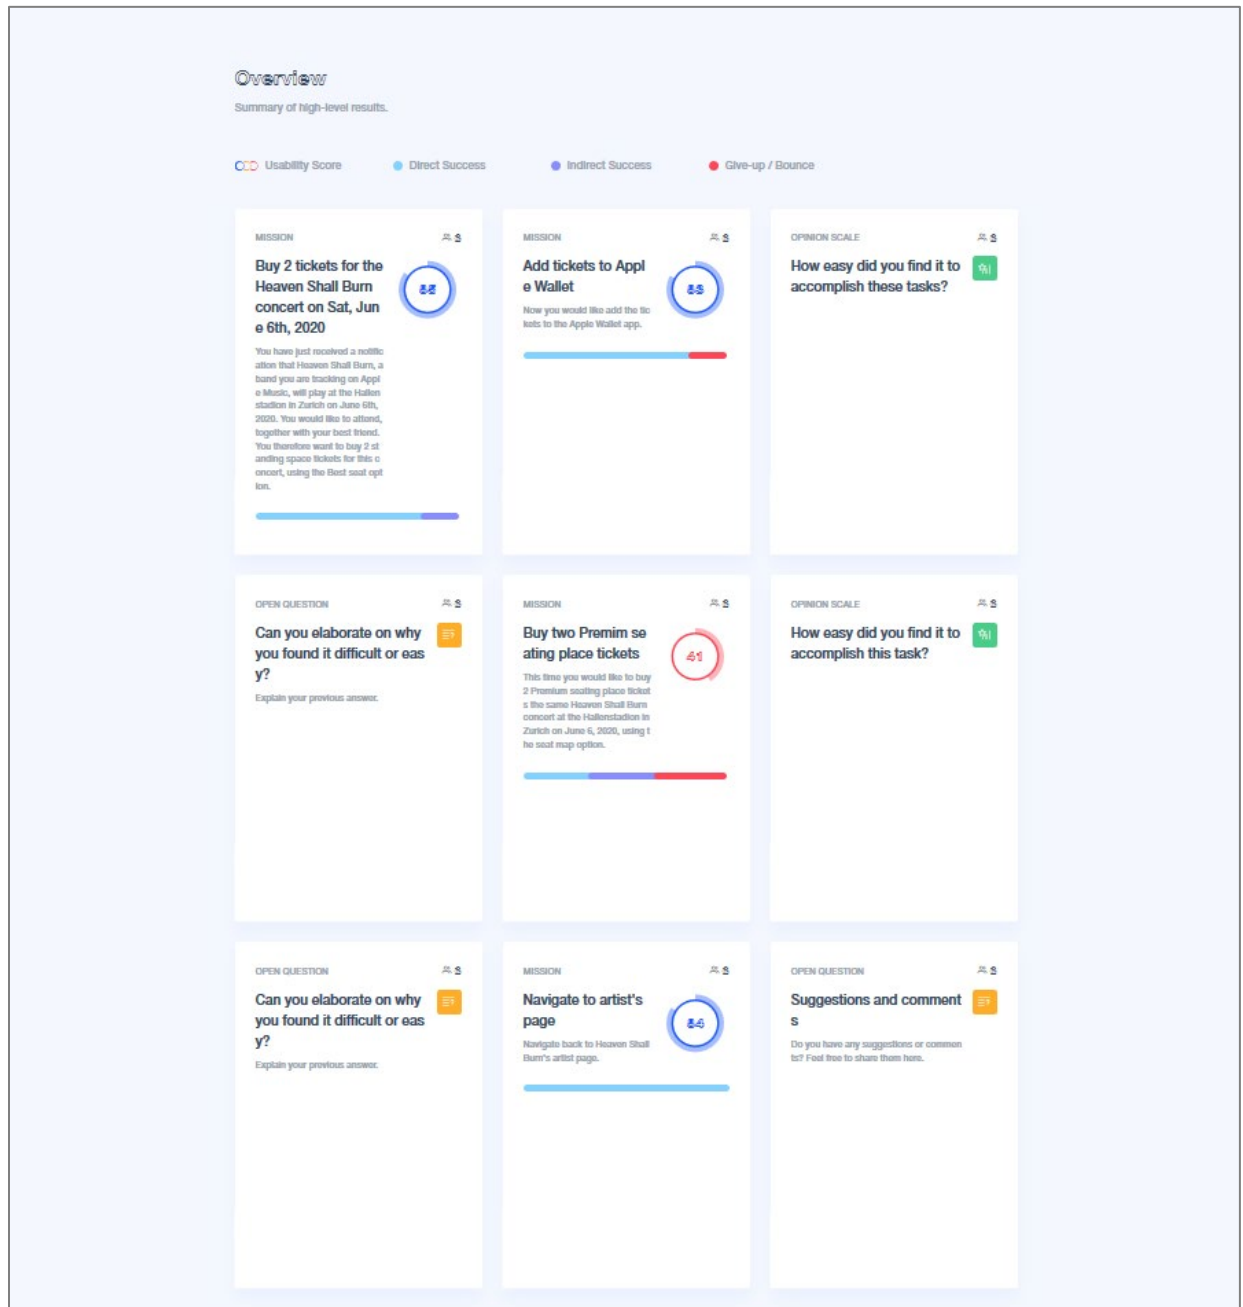 Overview
Summary of high-level results.
Usability Score
Direct Success
Indirect Success
Give-up / Bounce
MISSION
Buy 2 tickets for the
Heaven Shall Burn
concert on Sat, Jun
e 6th, 2020
You have just received a notific
ation that Heaven Shall Burn, a
band you are tracking on Appl
e Music, will play at the Hallen
stadion in Zurich on June 6th,
2020. You would like to attend,
together with your best friend.
You therefore want to buy 2 st
anding space tickets for this c
oncert, using the Best seat opt
ion.
MISSION
Add tickets to Appl
e Wallet
Now you would like add the tic
kets to the Apple Wallet app.
OPINION SCALE
How easy did you find it to
accomplish these tasks?
OPEN QUESTION
Can you elaborate on why
you found it difficult or eas
y?
Explain your previous answer.
MISSION
Buy two Premim se
ating place tickets
41
This time you would like to buy
2 Premium seating place ticket
s the same Heaven Shall Burn
concert at the Hallenstadion in
Zurich on June 6, 2020, using t
he seat map option.
OPINION SCALE
How easy did you find it to
accomplish this task?
OPEN QUESTION
Can you elaborate on why
you found it difficult or eas
y?
Explain your previous answer.
MISSION
Navigate to artist's
page
Navigate back to Heaven Shall
Burn's artist page.
OPEN QUESTION
Suggestions and comment
s
Do you have any suggestions or commen
ts? Feel free to share them here.